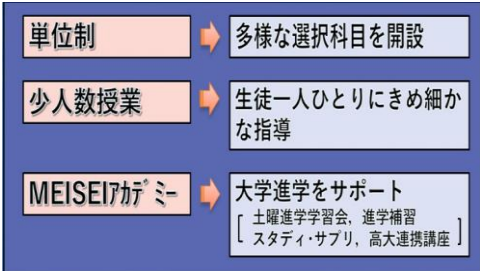 単位制
多様な選択科目を開設
少人数授業
生徒一人ひとりにきめ細か
な指導
MEISEIｱｶﾃﾞﾐｰ
大学進学をサポート
[ 土曜進学学習会，進学補習
スタディ・サプリ，高大連携講座 ]